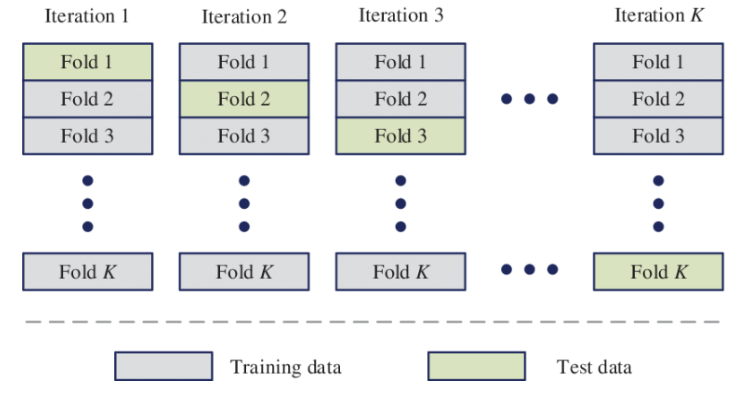 Iteration 1 Iteration 2 Iteration 3 Iteration K
Fold 1 Fold 1 Fold 1 Fold 1
Fold 2 Fold 2 Fold 2 Fold 2
Fold 3 Fold 3 Fold 3 Fold 3
Fold K Fold K Fold K Fold K
Training data Test data